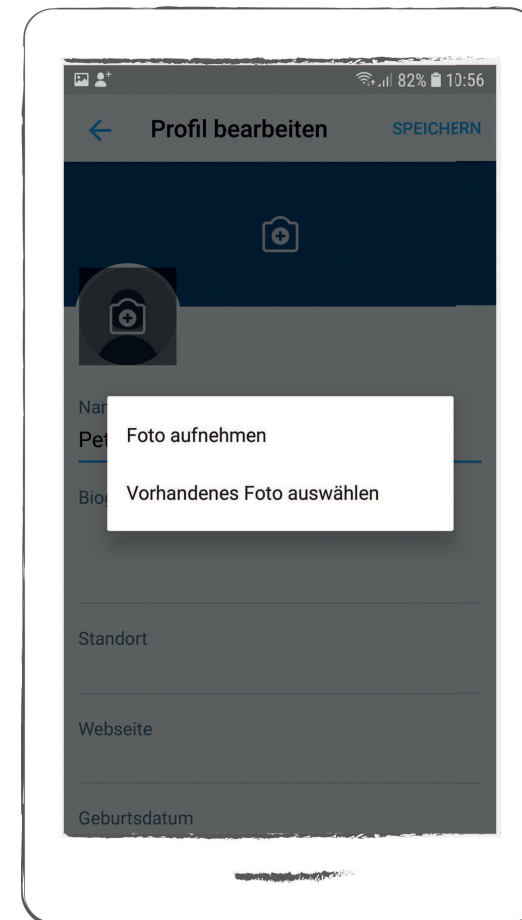 82% 10:56
Profil bearbeiten SPEICHERN
Foto aufnehmen
Vorhandenes Foto auswählen
Standort
Webseite
Geburtsdatum